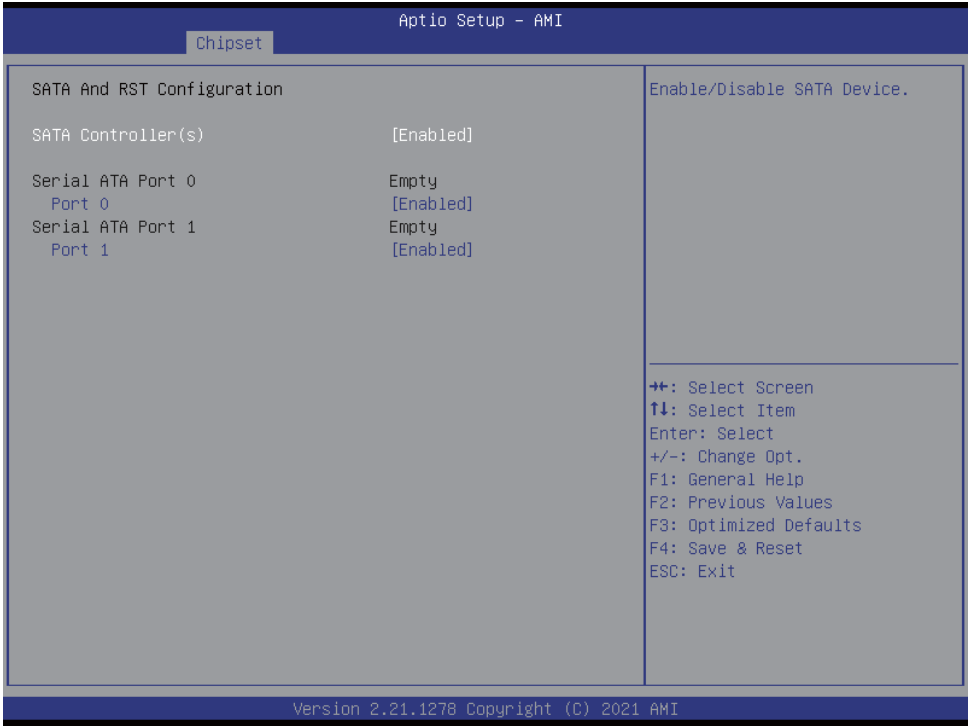 Aptio Setup – AMI
Chipset
SATA And RST Configuration
SATA Controller(s) [Enabled]
Serial ATA Port 0 Empty
Port 0 [Enabled]
Serial ATA Port 1 Empty
Port 1 [Enabled]
Enable/Disable SATA Device.
→←: Select Screen
↑↓: Select Item
Enter: Select
+/-: Change Opt.
F1: General Help
F2: Previous Values
F3: Optimized Defaults
F4: Save & Reset
ESC: Exit
Version 2.21.1278 Copyright (C) 2021 AMI